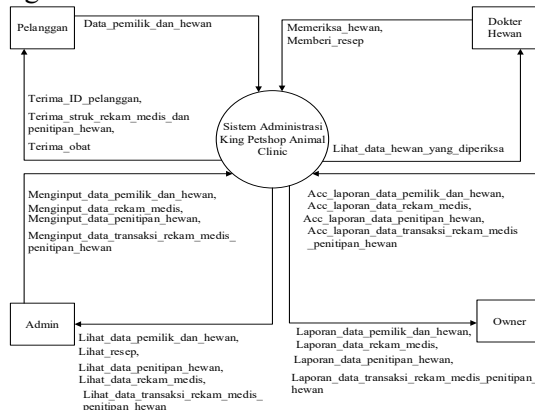 Pelanggan
Data_pemilik_dan_hewan
Memeriksa_hewan,
Memberi_resep
Dokter
Hewan
Terima_ID_pelanggan,
Terima_struk_rekam_medis_dan
penitipan_hewan,
Terima_obat
Sistem Administrasi
King Petshop Animal
Clinic
Lihat_data_hewan_yang_diperiksa
Menginput_data_pemilik_dan_hewan,
Menginput_data_rekam_medis,
Menginput_data_penitipan_hewan,
Menginput_data_transaksi_rekam_medis_
penitipan_hewan
Acc_laporan_data_pemilik_dan_hewan,
Acc_laporan_data_rekam_medis,
Acc_laporan_data_penitipan_hewan,
Acc_laporan_data_transaksi_rekam_medis
_penitipan_hewan
Admin
Owner
Lihat_data_pemilik_dan_hewan,
Lihat_resep,
Lihat_data_penitipan_hewan,
Lihat_data_rekam_medis,
Lihat_data_transaksi_rekam_medis_
penitipan_hewan
Laporan_data_pemilik_dan_hewan,
Laporan_data_rekam_medis,
Laporan_data_penitipan_hewan,
Laporan_data_transaksi_rekam_medis_penitipan_
hewan